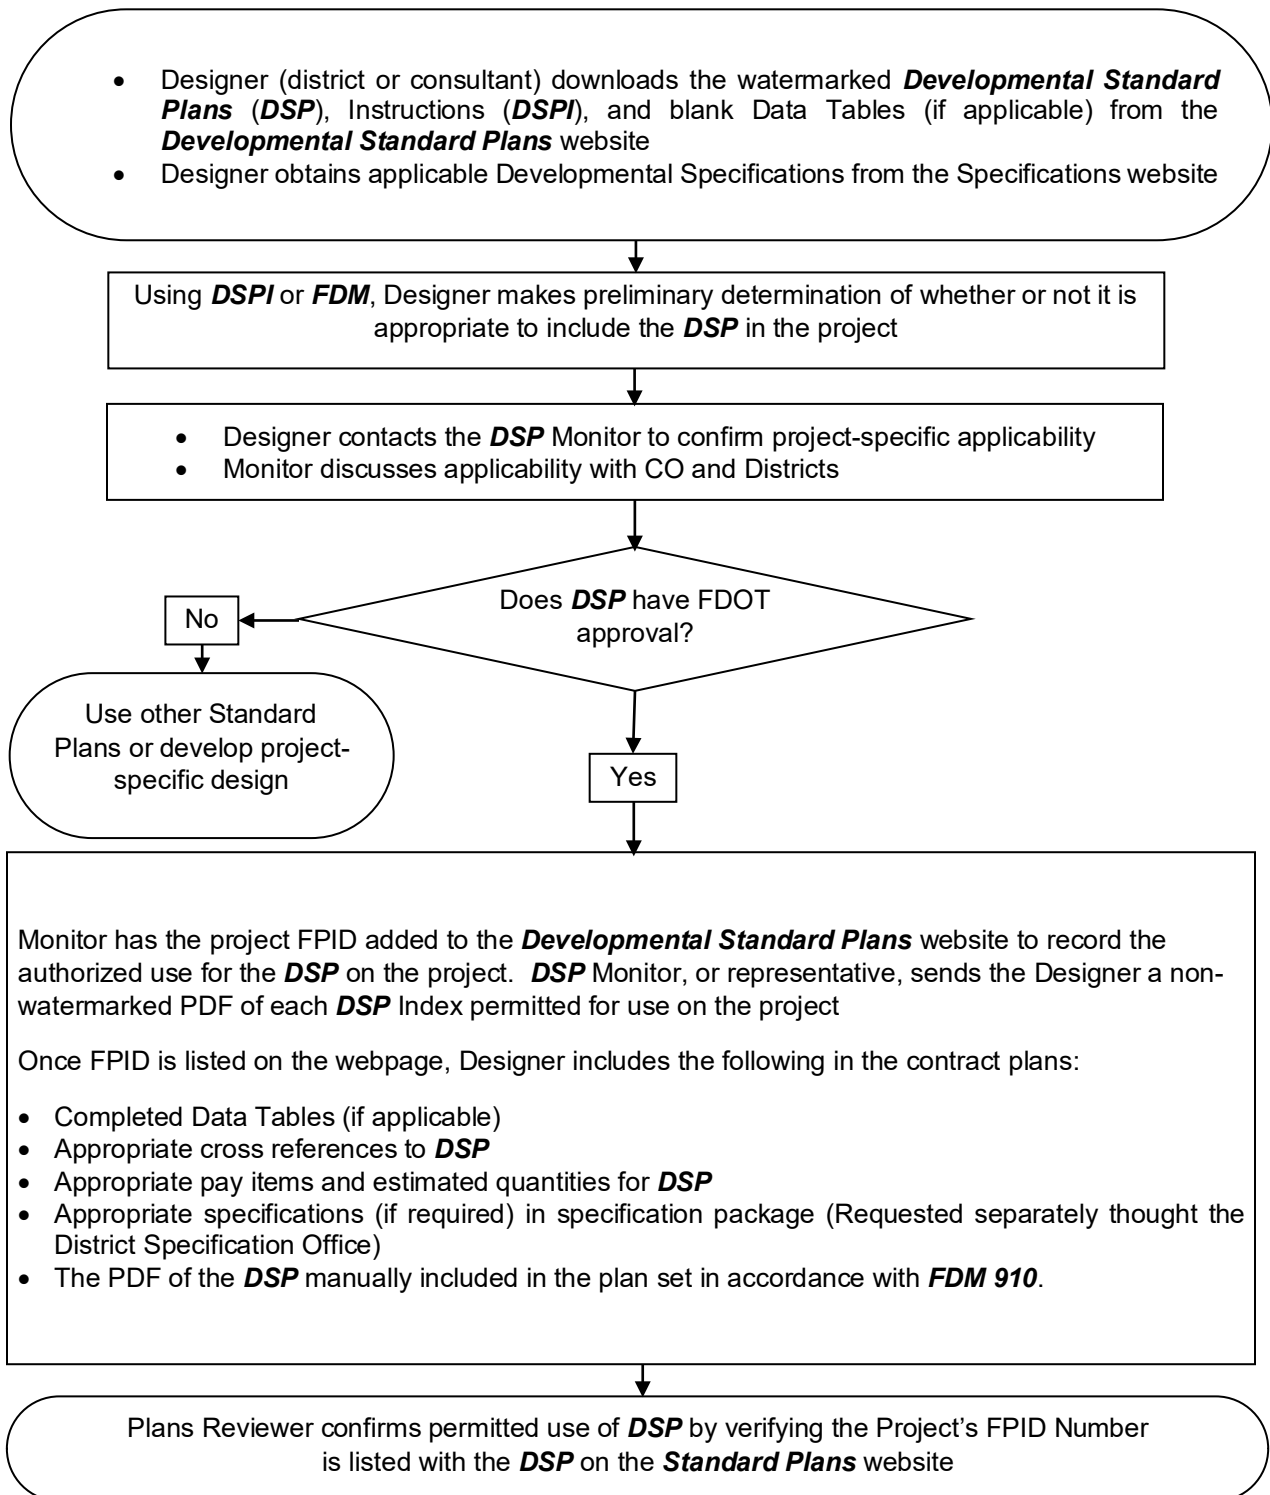 • Designer (district or consultant) downloads the watermarked Developmental Standard
Plans (DSP), Instructions (DSPI), and blank Data Tables (if applicable) from the
Developmental Standard Plans website
• Designer obtains applicable Developmental Specifications from the Specifications website
Using DSPI or FDM, Designer makes preliminary determination of whether or not it is
appropriate to include the DSP in the project
• Designer contacts the DSP Monitor to confirm project-specific applicability
• Monitor discusses applicability with CO and Districts
Does DSP have FDOT
approval?
No
Use other Standard
Plans or develop project-
specific design
Yes
Monitor has the project FPID added to the Developmental Standard Plans website to record the
authorized use for the DSP on the project. DSP Monitor, or representative, sends the Designer a non-
watermarked PDF of each DSP Index permitted for use on the project
Once FPID is listed on the webpage, Designer includes the following in the contract plans:
• Completed Data Tables (if applicable)
• Appropriate cross references to DSP
• Appropriate pay items and estimated quantities for DSP
• Appropriate specifications (if required) in specification package (Requested separately thought the
District Specification Office)
• The PDF of the DSP manually included in the plan set in accordance with FDM 910.
Plans Reviewer confirms permitted use of DSP by verifying the Project's FPID Number
is listed with the DSP on the Standard Plans website